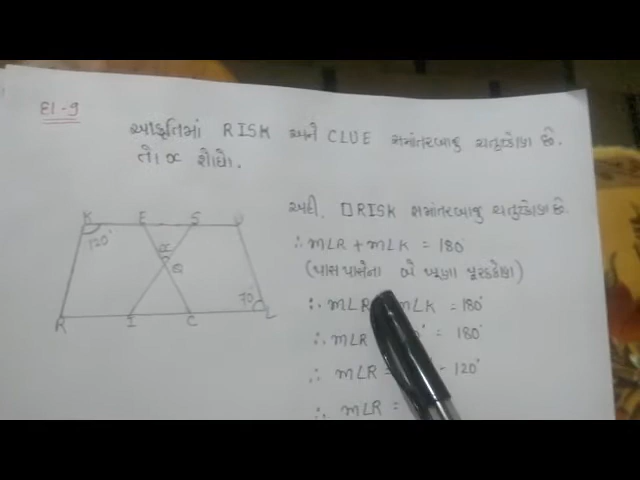 દા-9
આકૃતિમાં RISK અને CLUE સમાંતરબાજુ ચતુષ્કોણ છે.
તો x શોધો.
K E S U
120°
x
Q
70°
R I C L
અહી, □RISK સમાંતરબાજુ ચતુષ્કોણ છે.
∴ m∠R + m∠K = 180°
(પાસ પાસેના બે ખૂણા પૂરકકોણ)
∴ m∠R m∠K = 180°
∴ m∠R = 180°
∴ m∠R = - 120°
∴ m∠R =